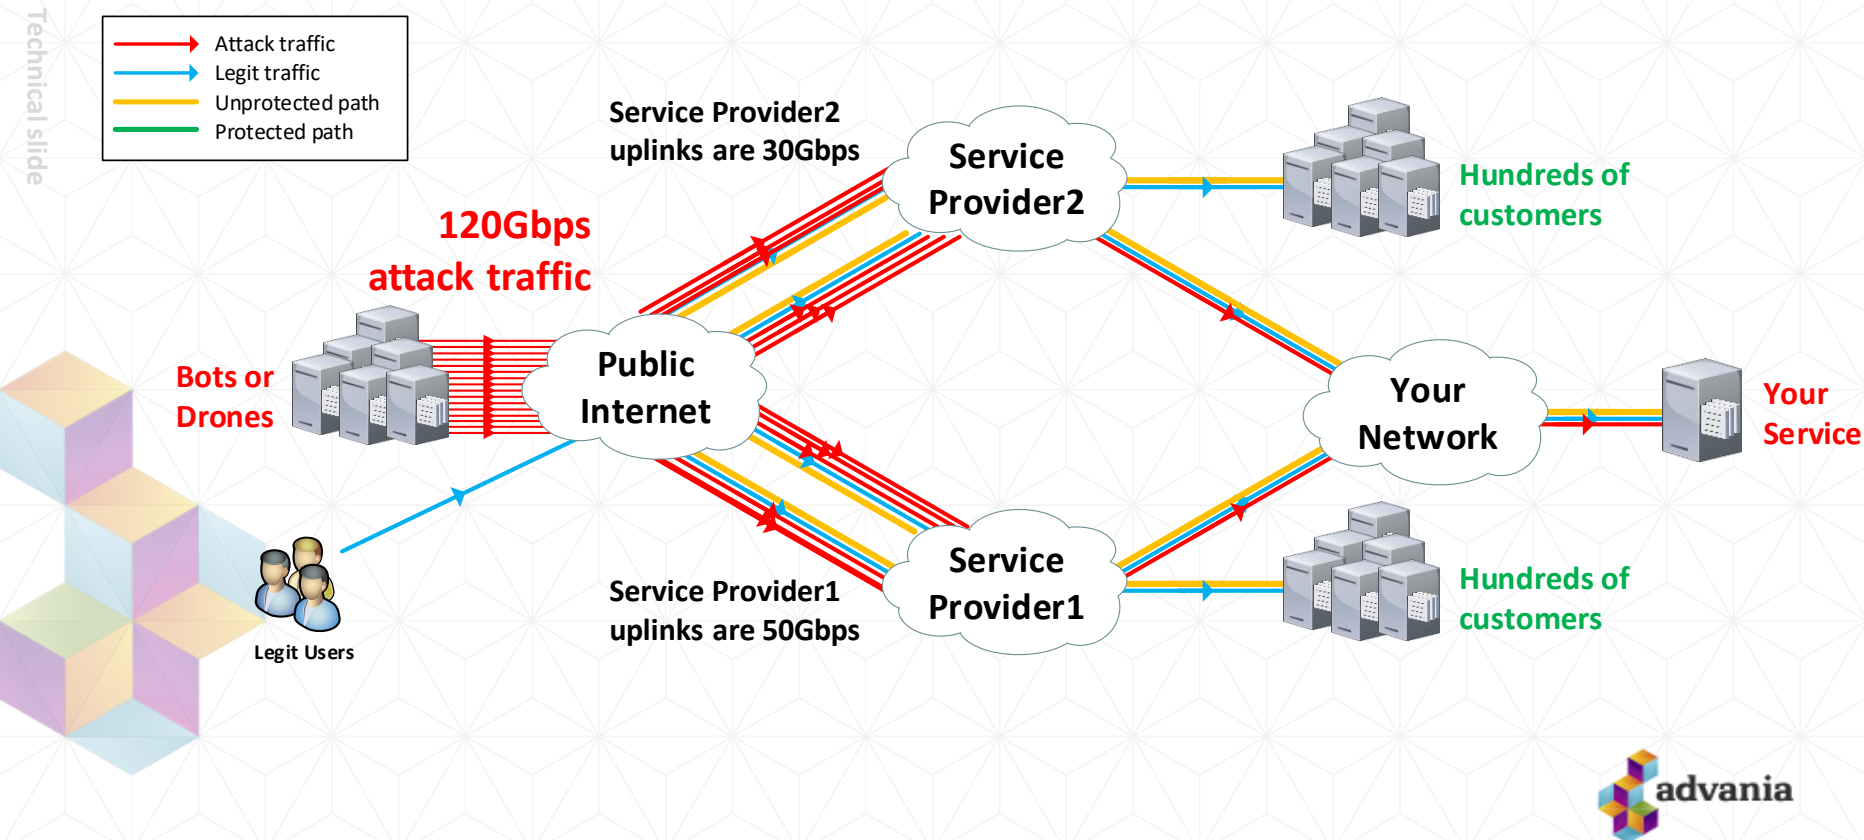 Technical slide
Attack traffic
Legit traffic
Unprotected path
Protected path
Service Provider2
uplinks are 30Gbps
Service
Provider2
Hundreds of
customers
120Gbps
attack traffic
Bots or
Drones
Public
Internet
Your
Network
Your
Service
Legit Users
Service Provider1
uplinks are 50Gbps
Service
Provider1
Hundreds of
customers
advania